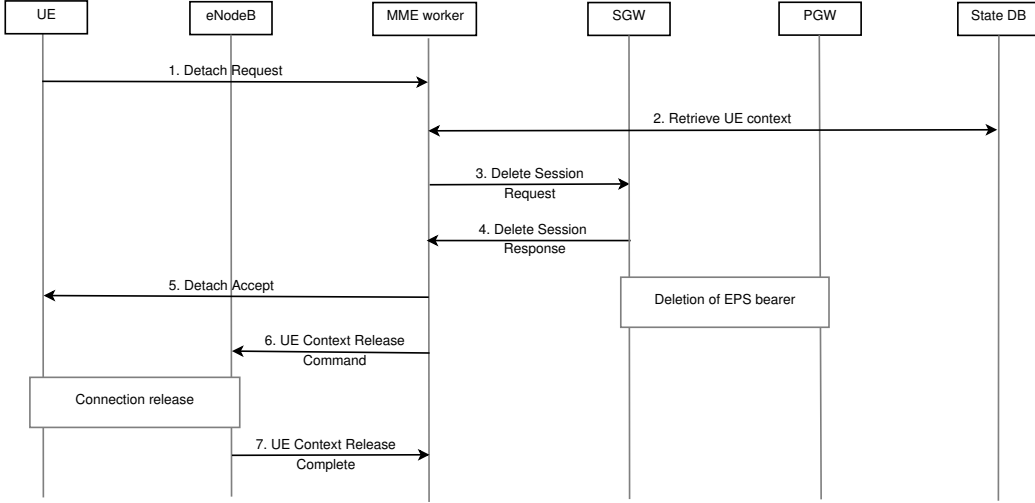 UE
eNodeB
MME worker
SGW
PGW
State DB
1. Detach Request
2. Retrieve UE context
3. Delete Session
Request
4. Delete Session
Response
5. Detach Accept
Deletion of EPS bearer
6. UE Context Release
Command
Connection release
7. UE Context Release
Complete